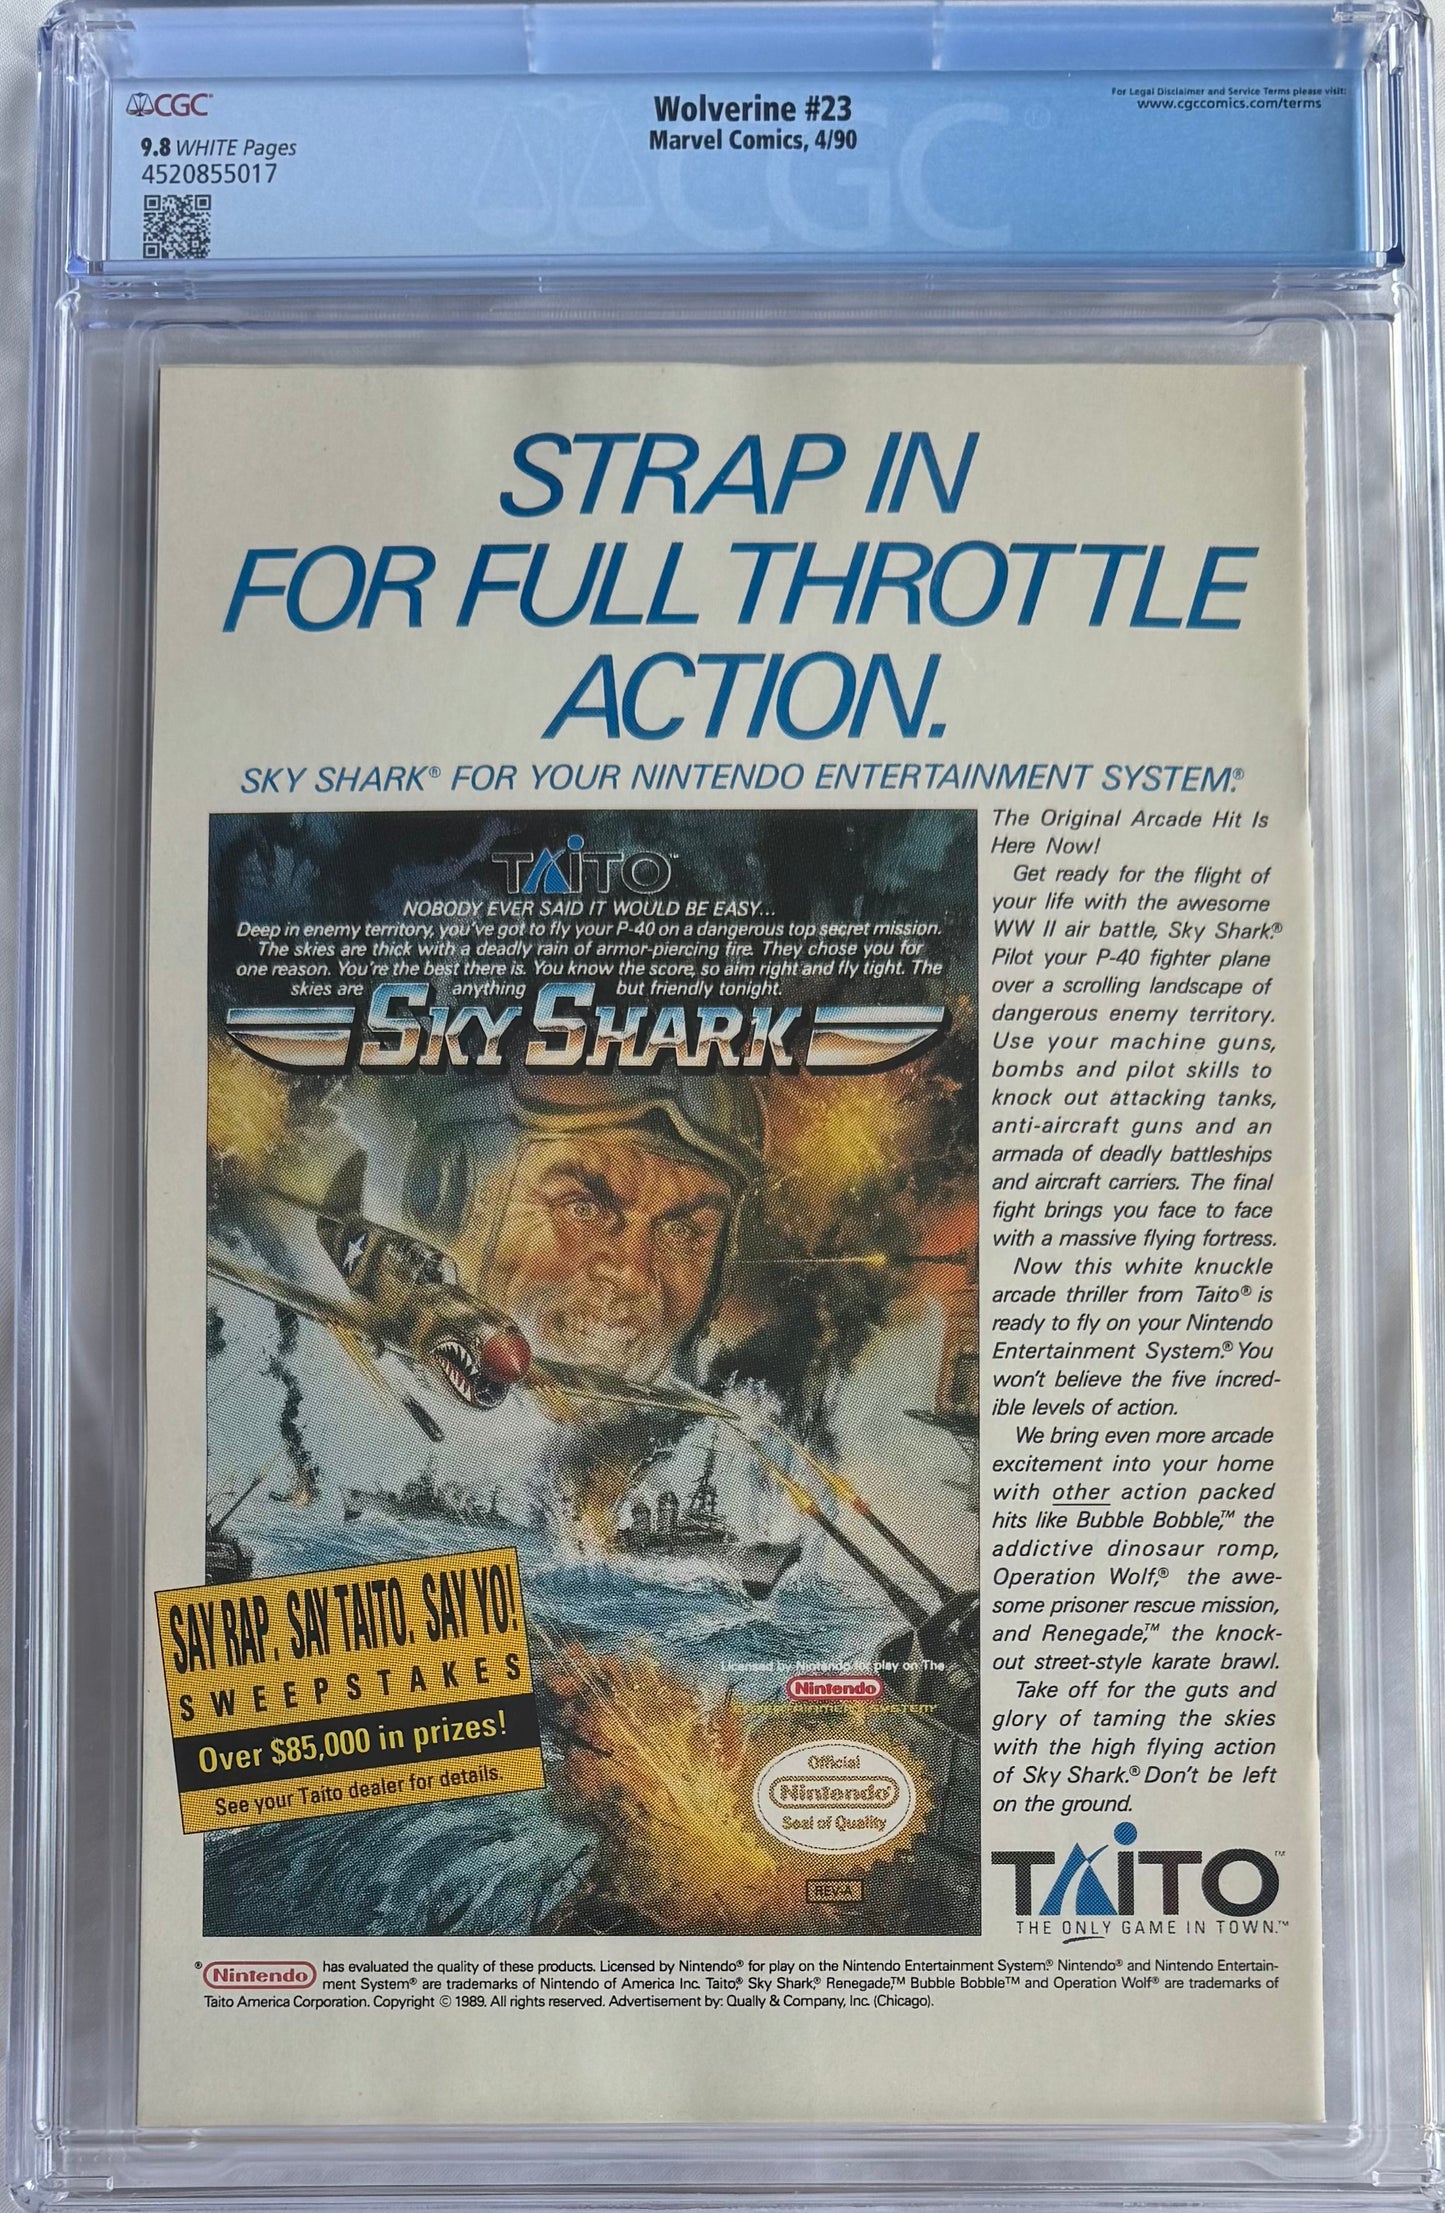 CGC
9.8 WHITE Pages
4520855017
Wolverine #23
Marvel Comics, 4/90
For Legal Disclaimer and Service Terms please visit:
www.cgccomics.com/terms
CGC
STRAP IN
FOR FULL THROTTLE
ACTION.
SKY SHARK® FOR YOUR NINTENDO ENTERTAINMENT SYSTEM.®
TAITO™
NOBODY EVER SAID IT WOULD BE EASY...
Deep in enemy territory, you've got to fly your P-40 on a dangerous top secret mission.
The skies are thick with a deadly rain of armor-piercing fire. They chose you for
one reason. You're the best there is. You know the score, so aim right and fly tight. The
skies are anything but friendly tonight.
SKY SHARK
SAY RAP. SAY TAITO. SAY YO!
SWEEPSTAKES
Over $85,000 in prizes!
See your Taito dealer for details.
Licensed by Nintendo for play on The
Nintendo
ENTERTAINMENT SYSTEM
Official
Nintendo
Seal of Quality
REV-A
The Original Arcade Hit Is
Here Now!
Get ready for the flight of
your life with the awesome
WW II air battle, Sky Shark.®
Pilot your P-40 fighter plane
over a scrolling landscape of
dangerous enemy territory.
Use your machine guns,
bombs and pilot skills to
knock out attacking tanks,
anti-aircraft guns and an
armada of deadly battleships
and aircraft carriers. The final
fight brings you face to face
with a massive flying fortress.
Now this white knuckle
arcade thriller from Taito® is
ready to fly on your Nintendo
Entertainment System.® You
won't believe the five incred-
ible levels of action.
We bring even more arcade
excitement into your home
with other action packed
hits like Bubble Bobble,™ the
addictive dinosaur romp,
Operation Wolf,® the awe-
some prisoner rescue mission,
and Renegade,™ the knock-
out street-style karate brawl.
Take off for the guts and
glory of taming the skies
with the high flying action
of Sky Shark.® Don't be left
on the ground.
TAITO™
THE ONLY GAME IN TOWN.™
® Nintendo has evaluated the quality of these products. Licensed by Nintendo® for play on the Nintendo Entertainment System.® Nintendo® and Nintendo Entertain-
ment System® are trademarks of Nintendo of America Inc. Taito,® Sky Shark,® Renegade,™ Bubble Bobble™ and Operation Wolf® are trademarks of
Taito America Corporation. Copyright © 1989. All rights reserved. Advertisement by: Qually & Company, Inc. (Chicago).